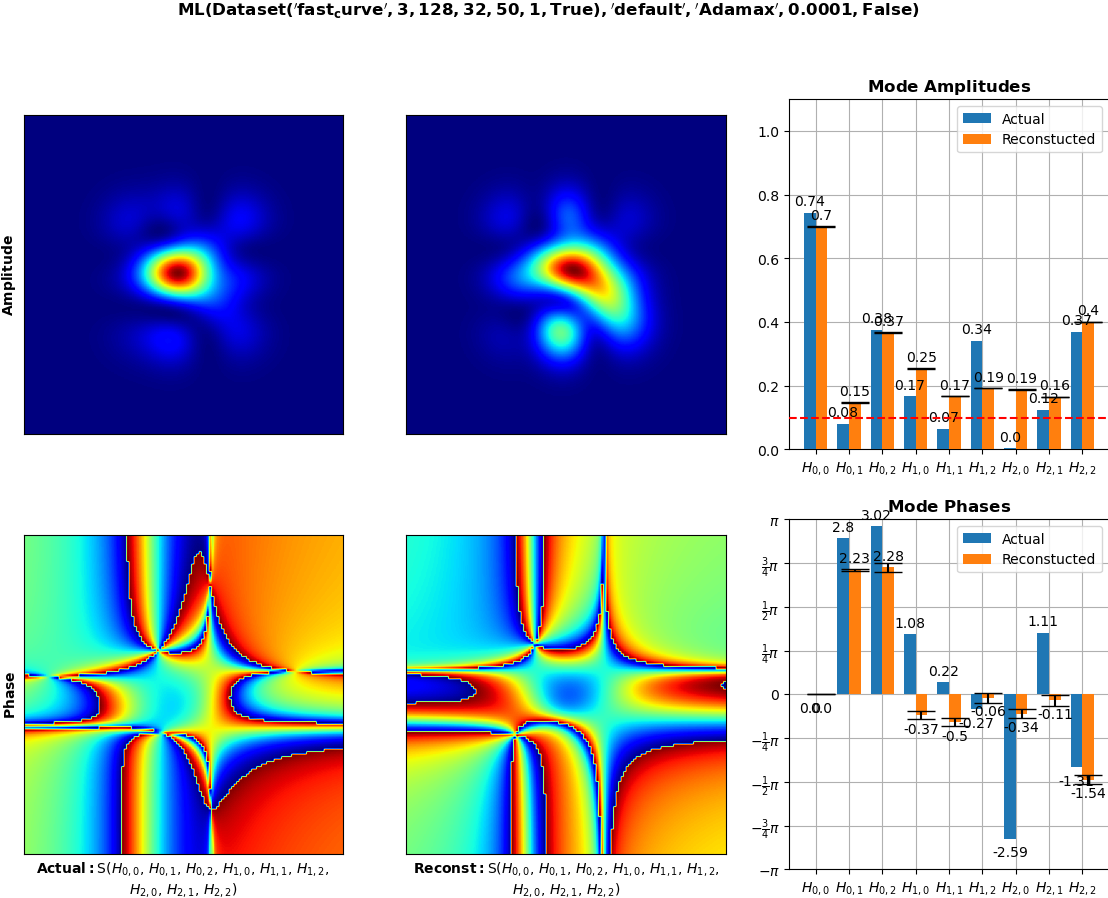 ML(Dataset('fast_curve', 3, 128, 32, 50, 1, True), 'default', 'Adamax', 0.0001, False)
Amplitude
Mode Amplitudes
Actual
Reconstucted
1.0
0.8
0.6
0.4
0.2
0.0
0.74
0.7
0.08
0.15
0.38
0.37
0.17
0.25
0.07
0.17
0.34
0.19
0.0
0.19
0.12
0.16
0.37
0.4
H0,0 H0,1 H0,2 H1,0 H1,1 H1,2 H2,0 H2,1 H2,2
Phase
Actual: S(H0,0, H0,1, H0,2, H1,0, H1,1, H1,2,
H2,0, H2,1, H2,2)
Reconst: S(H0,0, H0,1, H0,2, H1,0, H1,1, H1,2,
H2,0, H2,1, H2,2)
Mode Phases
Actual
Reconstucted
π
3/4π
1/2π
1/4π
0
−1/4π
−1/2π
−3/4π
−π
0.0
0.0
2.8
2.23
3.02
2.28
1.08
-0.37
0.22
-0.5
-0.27
-0.06
-2.59
-0.34
1.11
-0.11
-1.54
H0,0 H0,1 H0,2 H1,0 H1,1 H1,2 H2,0 H2,1 H2,2